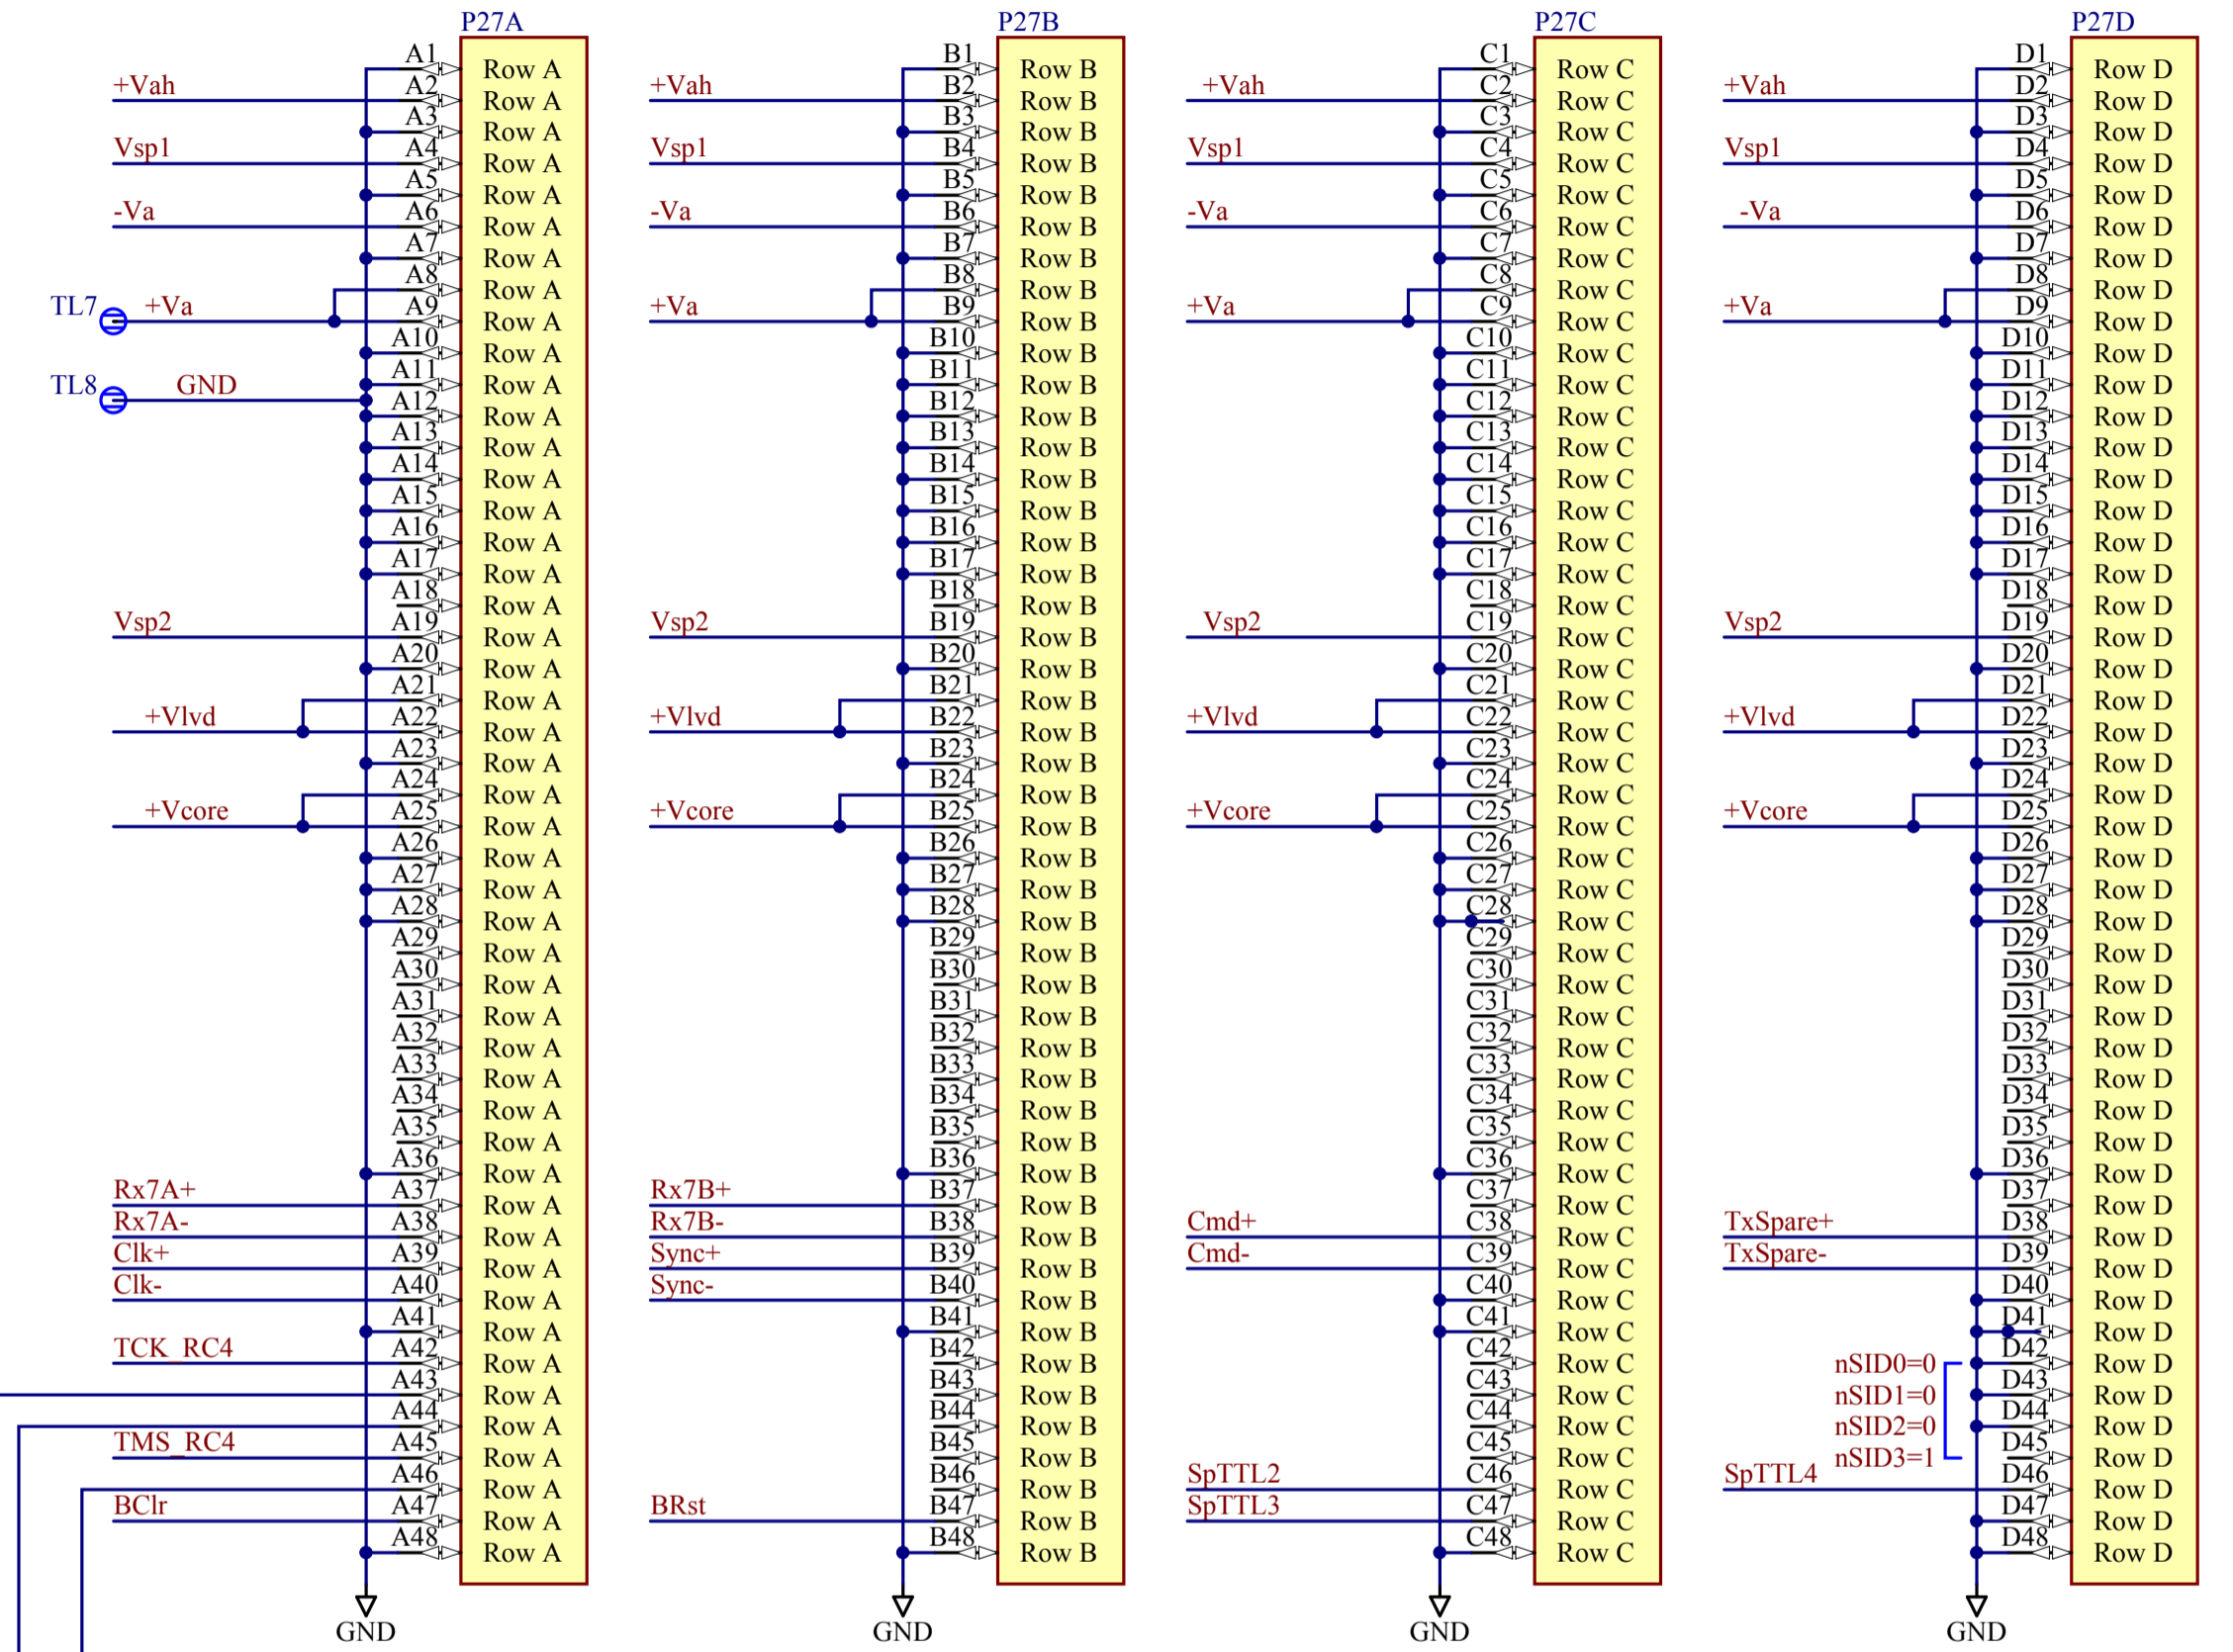 P27A
A1 Row A
+Vah A2 Row A
A3 Row A
Vsp1 A4 Row A
A5 Row A
-Va A6 Row A
A7 Row A
A8 Row A
TL7 +Va A9 Row A
A10 Row A
A11 Row A
TL8 GND
A12 Row A
A13 Row A
A14 Row A
A15 Row A
A16 Row A
A17 Row A
A18 Row A
Vsp2 A19 Row A
A20 Row A
A21 Row A
+Vlvd A22 Row A
A23 Row A
A24 Row A
+Vcore A25 Row A
A26 Row A
A27 Row A
A28 Row A
A29 Row A
A30 Row A
A31 Row A
A32 Row A
A33 Row A
A34 Row A
A35 Row A
A36 Row A
Rx7A+ A37 Row A
Rx7A- A38 Row A
Clk+ A39 Row A
Clk- A40 Row A
A41 Row A
TCK_RC4 A42 Row A
A43 Row A
A44 Row A
TMS_RC4 A45 Row A
A46 Row A
BClr A47 Row A
A48 Row A
GND
P27B
B1 Row B
+Vah B2 Row B
B3 Row B
Vsp1 B4 Row B
B5 Row B
-Va B6 Row B
B7 Row B
B8 Row B
+Va B9 Row B
B10 Row B
B11 Row B
B12 Row B
B13 Row B
B14 Row B
B15 Row B
B16 Row B
B17 Row B
B18 Row B
Vsp2 B19 Row B
B20 Row B
B21 Row B
+Vlvd B22 Row B
B23 Row B
B24 Row B
+Vcore B25 Row B
B26 Row B
B27 Row B
B28 Row B
B29 Row B
B30 Row B
B31 Row B
B32 Row B
B33 Row B
B34 Row B
B35 Row B
B36 Row B
Rx7B+ B37 Row B
Rx7B- B38 Row B
Sync+ B39 Row B
Sync- B40 Row B
B41 Row B
B42 Row B
B43 Row B
B44 Row B
B45 Row B
B46 Row B
BRst B47 Row B
B48 Row B
GND
P27C
C1 Row C
+Vah C2 Row C
C3 Row C
Vsp1 C4 Row C
C5 Row C
-Va C6 Row C
C7 Row C
C8 Row C
+Va C9 Row C
C10 Row C
C11 Row C
C12 Row C
C13 Row C
C14 Row C
C15 Row C
C16 Row C
C17 Row C
C18 Row C
Vsp2 C19 Row C
C20 Row C
C21 Row C
+Vlvd C22 Row C
C23 Row C
C24 Row C
+Vcore C25 Row C
C26 Row C
C27 Row C
C28 Row C
C29 Row C
C30 Row C
C31 Row C
C32 Row C
C33 Row C
C34 Row C
C35 Row C
C36 Row C
C37 Row C
Cmd+ C38 Row C
Cmd- C39 Row C
C40 Row C
C41 Row C
C42 Row C
C43 Row C
C44 Row C
C45 Row C
SpTTL2 C46 Row C
SpTTL3 C47 Row C
C48 Row C
GND
P27D
D1 Row D
+Vah D2 Row D
D3 Row D
Vsp1 D4 Row D
D5 Row D
-Va D6 Row D
D7 Row D
D8 Row D
+Va D9 Row D
D10 Row D
D11 Row D
D12 Row D
D13 Row D
D14 Row D
D15 Row D
D16 Row D
D17 Row D
D18 Row D
Vsp2 D19 Row D
D20 Row D
D21 Row D
+Vlvd D22 Row D
D23 Row D
D24 Row D
+Vcore D25 Row D
D26 Row D
D27 Row D
D28 Row D
D29 Row D
D30 Row D
D31 Row D
D32 Row D
D33 Row D
D34 Row D
D35 Row D
D36 Row D
D37 Row D
TxSpare+ D38 Row D
TxSpare- D39 Row D
D40 Row D
D41 Row D
nSID0=0 D42 Row D
nSID1=0 D43 Row D
nSID2=0 D44 Row D
nSID3=1 D45 Row D
SpTTL4 D46 Row D
D47 Row D
D48 Row D
GND